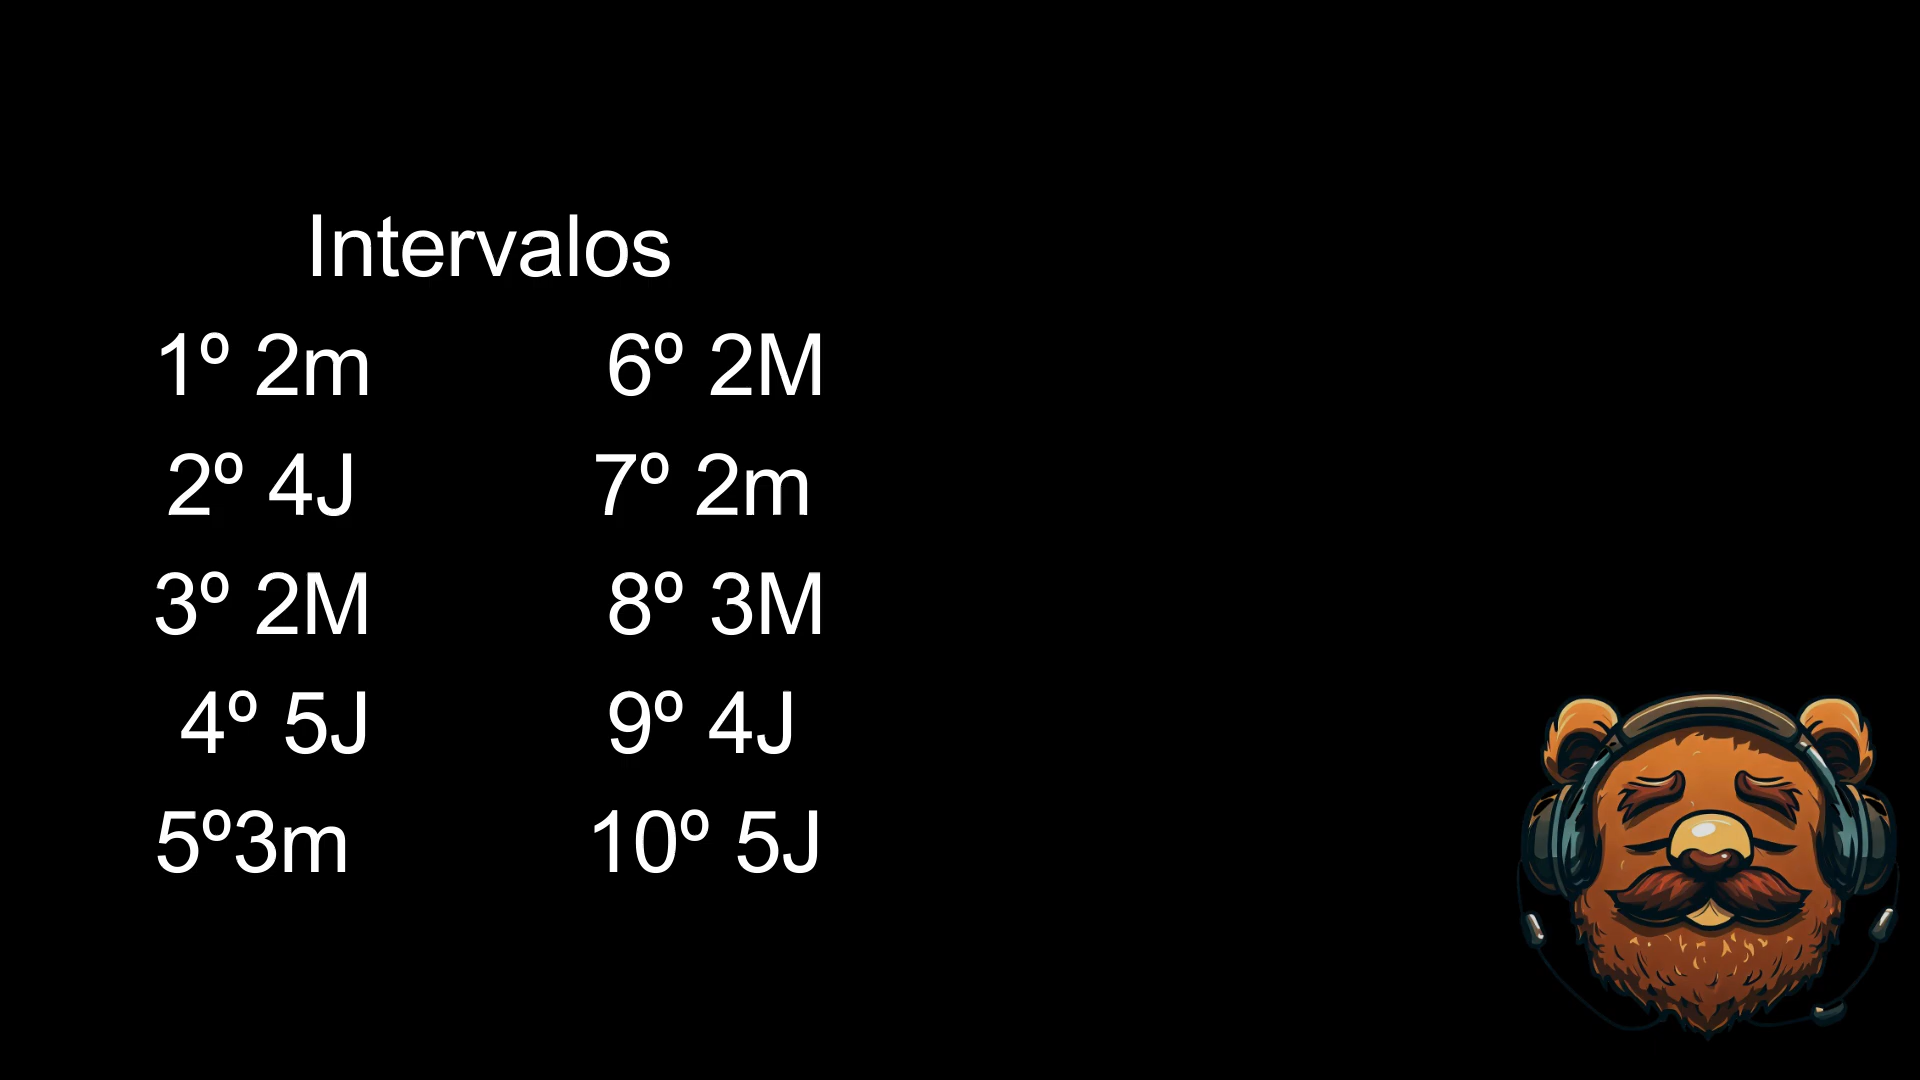 Intervalos
1º 2m 6º 2M
2º 4J 7º 2m
3º 2M 8º 3M
4º 5J 9º 4J
5º3m 10º 5J